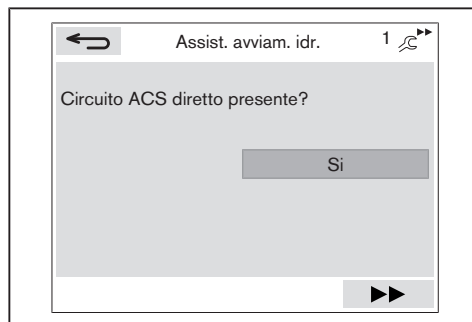 Assist. avviam. idr.
1
Circuito ACS diretto presente?
Si